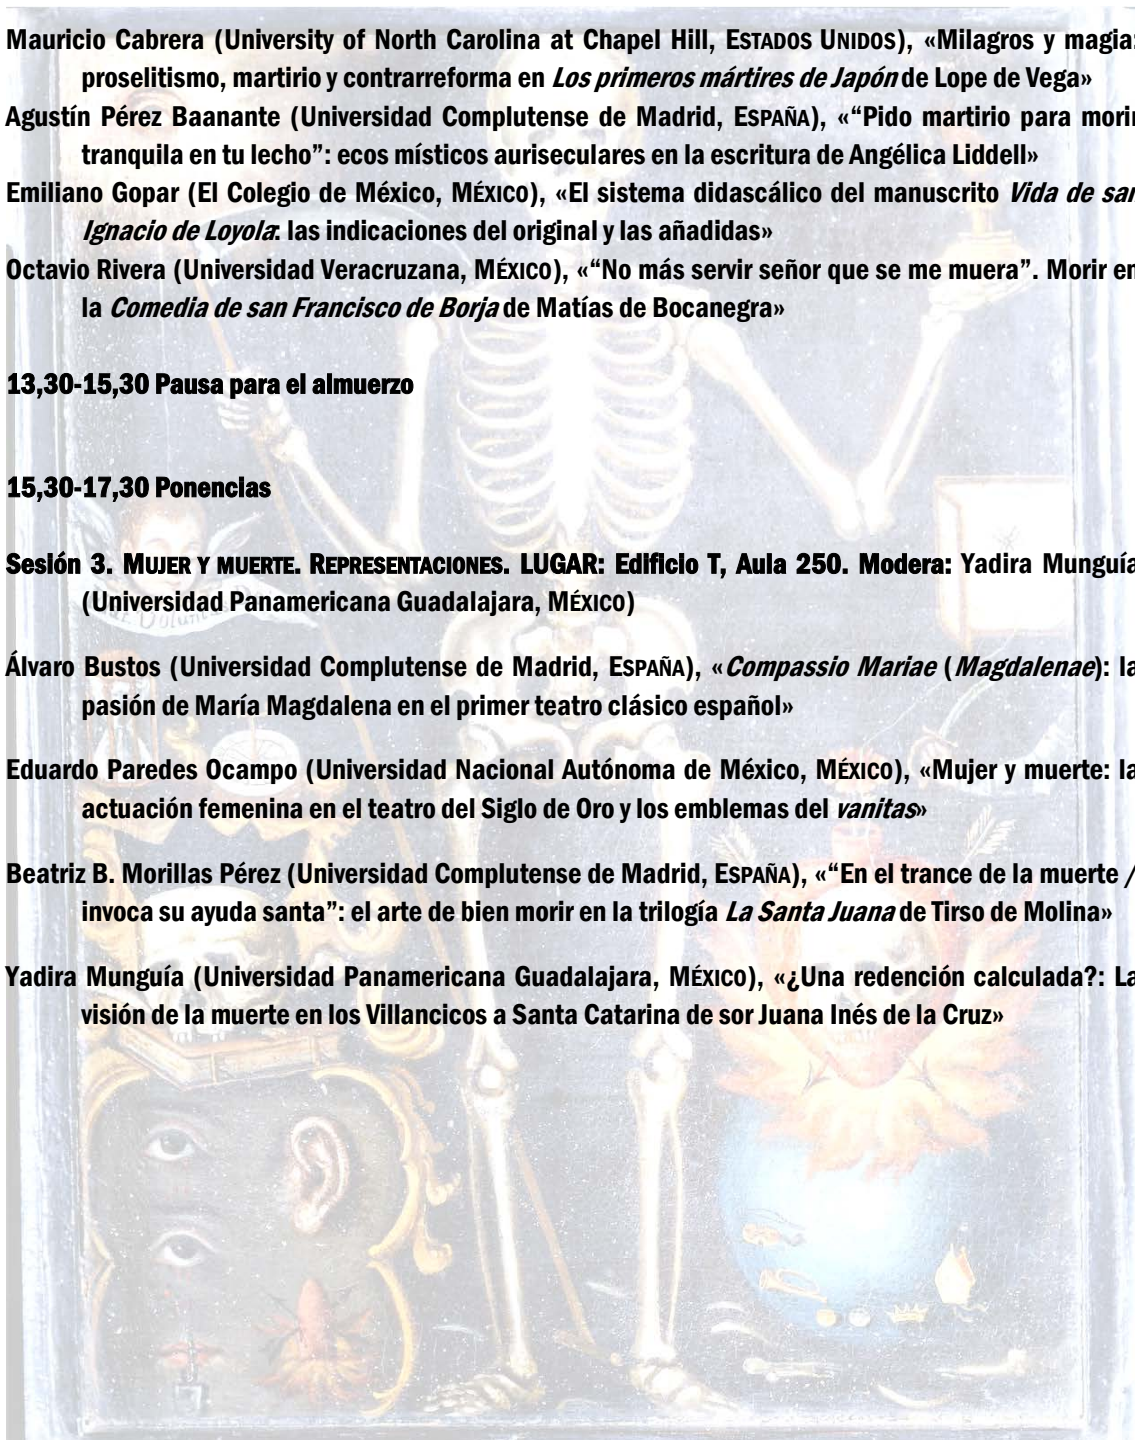 Mauricio Cabrera (University of North Carolina at Chapel Hill, ESTADOS UNIDOS), «Milagros y magia:
proselitismo, martirio y contrarreforma en Los primeros mártires de Japón de Lope de Vega»
Agustín Pérez Baanante (Universidad Complutense de Madrid, ESPAÑA), «“Pido martirio para morir
tranquila en tu lecho”: ecos místicos auriseculares en la escritura de Angélica Liddell»
Emiliano Gopar (El Colegio de México, MÉXICO), «El sistema didascálico del manuscrito Vida de san
Ignacio de Loyola: las indicaciones del original y las añadidas»
Octavio Rivera (Universidad Veracruzana, MÉXICO), «“No más servir señor que se me muera”. Morir en
la Comedia de san Francisco de Borja de Matías de Bocanegra»
13,30-15,30 Pausa para el almuerzo
15,30-17,30 Ponencias
Sesión 3. MUJER Y MUERTE. REPRESENTACIONES. LUGAR: Edificio T, Aula 250. Modera: Yadira Munguía
(Universidad Panamericana Guadalajara, MÉXICO)
Álvaro Bustos (Universidad Complutense de Madrid, ESPAÑA), «Compassio Mariae (Magdalenae): la
pasión de María Magdalena en el primer teatro clásico español»
Eduardo Paredes Ocampo (Universidad Nacional Autónoma de México, MÉXICO), «Mujer y muerte: la
actuación femenina en el teatro del Siglo de Oro y los emblemas del vanitas»
Beatriz B. Morillas Pérez (Universidad Complutense de Madrid, ESPAÑA), «“En el trance de la muerte /
invoca su ayuda santa”: el arte de bien morir en la trilogía La Santa Juana de Tirso de Molina»
Yadira Munguía (Universidad Panamericana Guadalajara, MÉXICO), «¿Una redención calculada?: La
visión de la muerte en los Villancicos a Santa Catarina de sor Juana Inés de la Cruz»